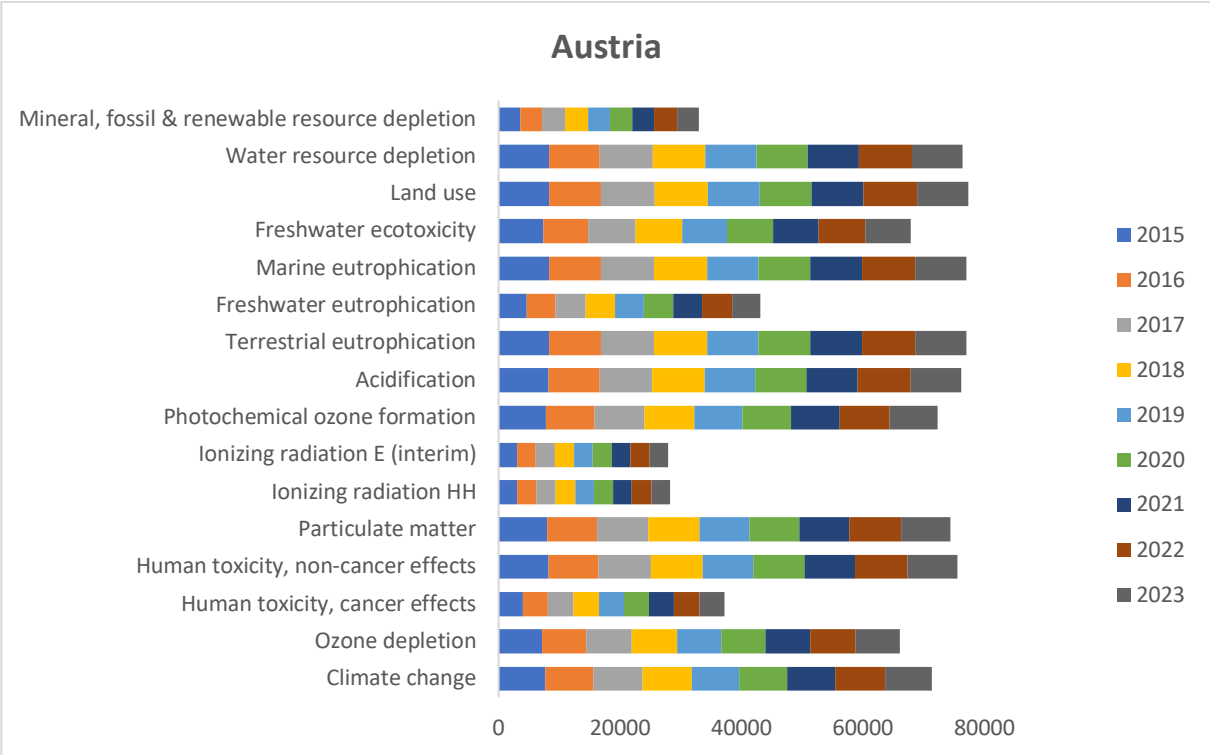 Austria
Mineral, fossil & renewable resource depletion
Water resource depletion
Land use
Freshwater ecotoxicity
Marine eutrophication
Freshwater eutrophication
Terrestrial eutrophication
Acidification
Photochemical ozone formation
Ionizing radiation E (interim)
Ionizing radiation HH
Particulate matter
Human toxicity, non-cancer effects
Human toxicity, cancer effects
Ozone depletion
Climate change
0 20000 40000 60000 80000
2015
2016
2017
2018
2019
2020
2021
2022
2023